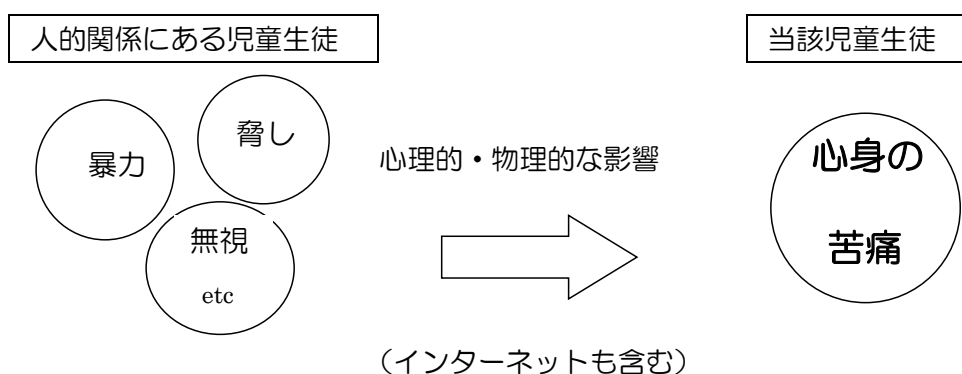 人的関係にある児童生徒
当該児童生徒
暴力
脅し
無視
etc
心理的・物理的な影響
（インターネットも含む）
心身の
苦痛